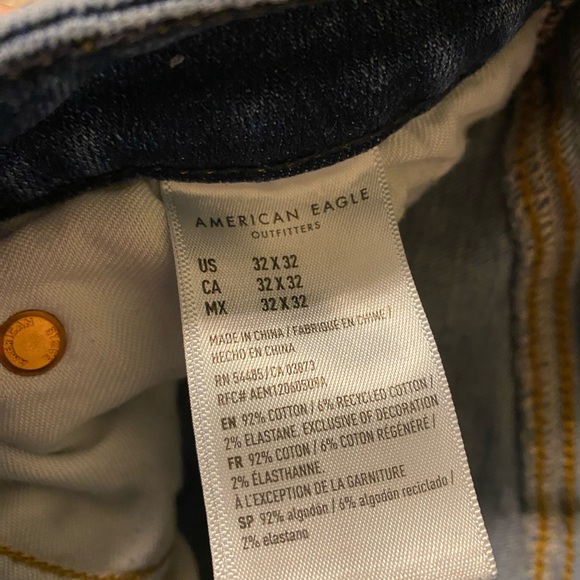 AMERICAN EAGLE
OUTFITTERS
US 32 X 32
CA 32 X 32
MX 32 X 32
MADE IN CHINA / FABRIQUÉ EN CHINE /
HECHO EN CHINA
RN 54485 / CA 03673
RFC# AEM120605U9A
EN 92% COTTON / 6% RECYCLED COTTON /
2% ELASTANE. EXCLUSIVE OF DECORATION
FR 92% COTON / 6% COTON RÉGÉNÉRÉ /
2% ÉLASTHANNE.
À L'EXCEPTION DE LA GARNITURE
SP 92% algodón / 6% algodón reciclado /
2% elastano